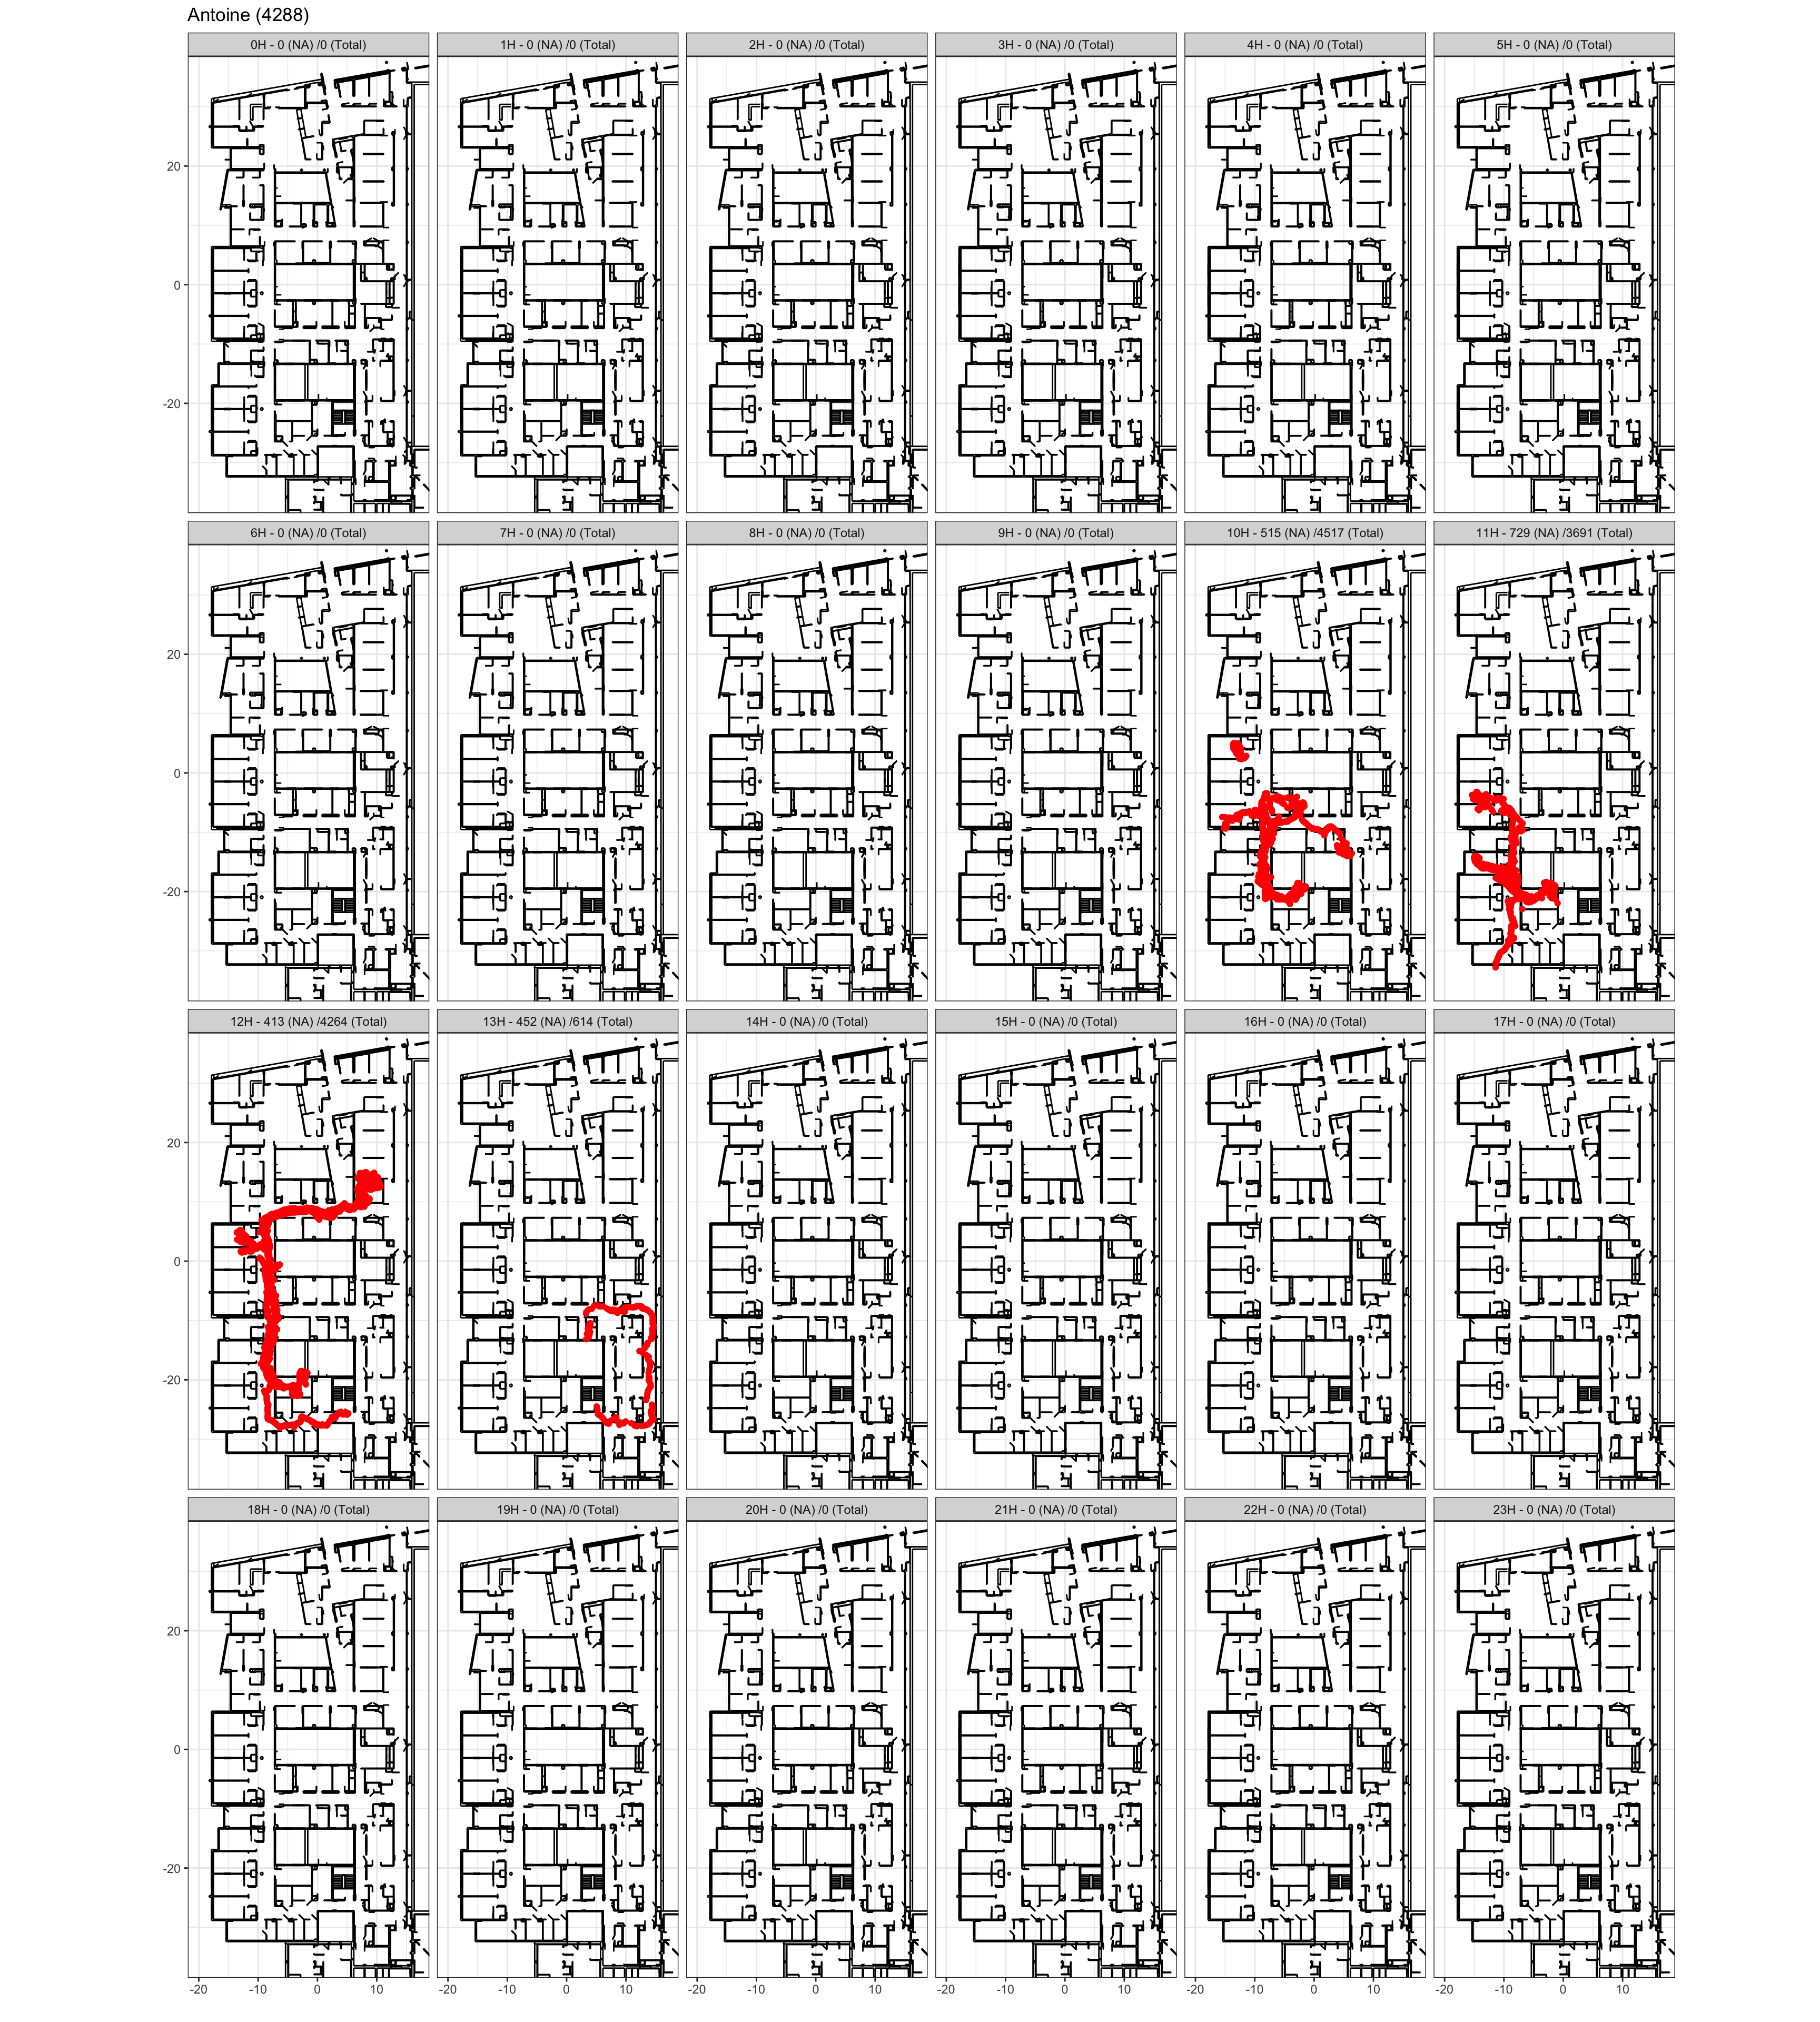 Antoine (4288)
0H - 0 (NA) /0 (Total) 1H - 0 (NA) /0 (Total) 2H - 0 (NA) /0 (Total) 3H - 0 (NA) /0 (Total) 4H - 0 (NA) /0 (Total) 5H - 0 (NA) /0 (Total)
20
0
-20
6H - 0 (NA) /0 (Total) 7H - 0 (NA) /0 (Total) 8H - 0 (NA) /0 (Total) 9H - 0 (NA) /0 (Total) 10H - 515 (NA) /4517 (Total) 11H - 729 (NA) /3691 (Total)
20
0
-20
12H - 413 (NA) /4264 (Total) 13H - 452 (NA) /614 (Total) 14H - 0 (NA) /0 (Total) 15H - 0 (NA) /0 (Total) 16H - 0 (NA) /0 (Total) 17H - 0 (NA) /0 (Total)
20
0
-20
18H - 0 (NA) /0 (Total) 19H - 0 (NA) /0 (Total) 20H - 0 (NA) /0 (Total) 21H - 0 (NA) /0 (Total) 22H - 0 (NA) /0 (Total) 23H - 0 (NA) /0 (Total)
20
0
-20
-20 -10 0 10 -20 -10 0 10 -20 -10 0 10 -20 -10 0 10 -20 -10 0 10 -20 -10 0 10